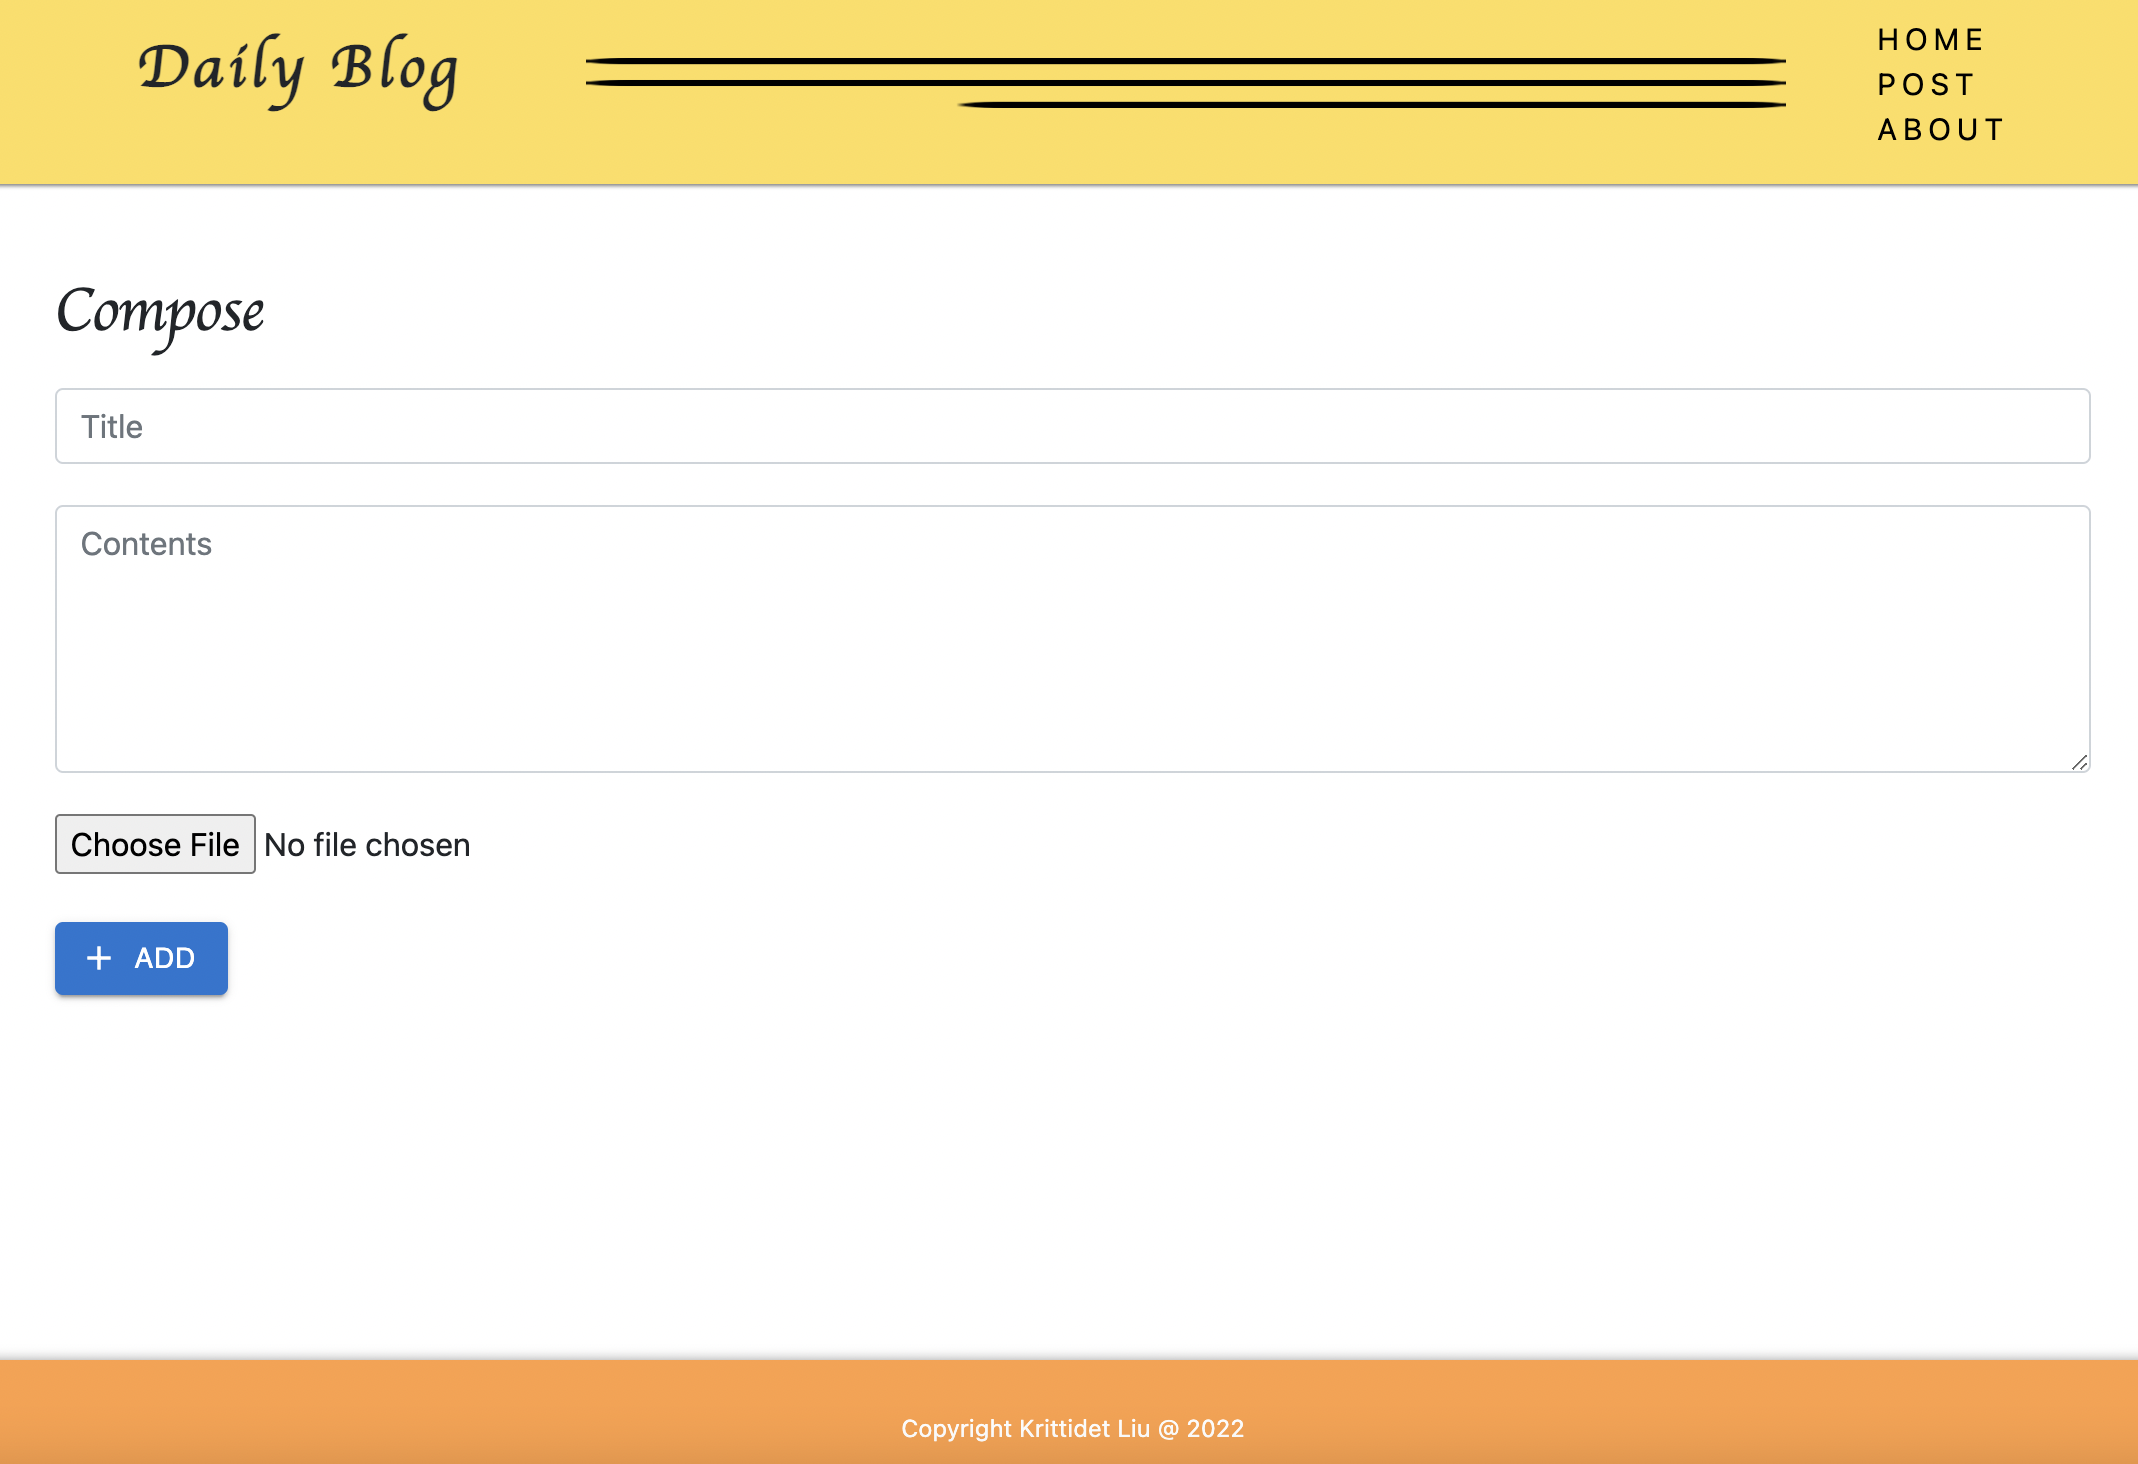 Daily Blog
HOME
POST
ABOUT
Compose
Title
Contents
Choose File No file chosen
+ ADD
Copyright Krittidet Liu @ 2022